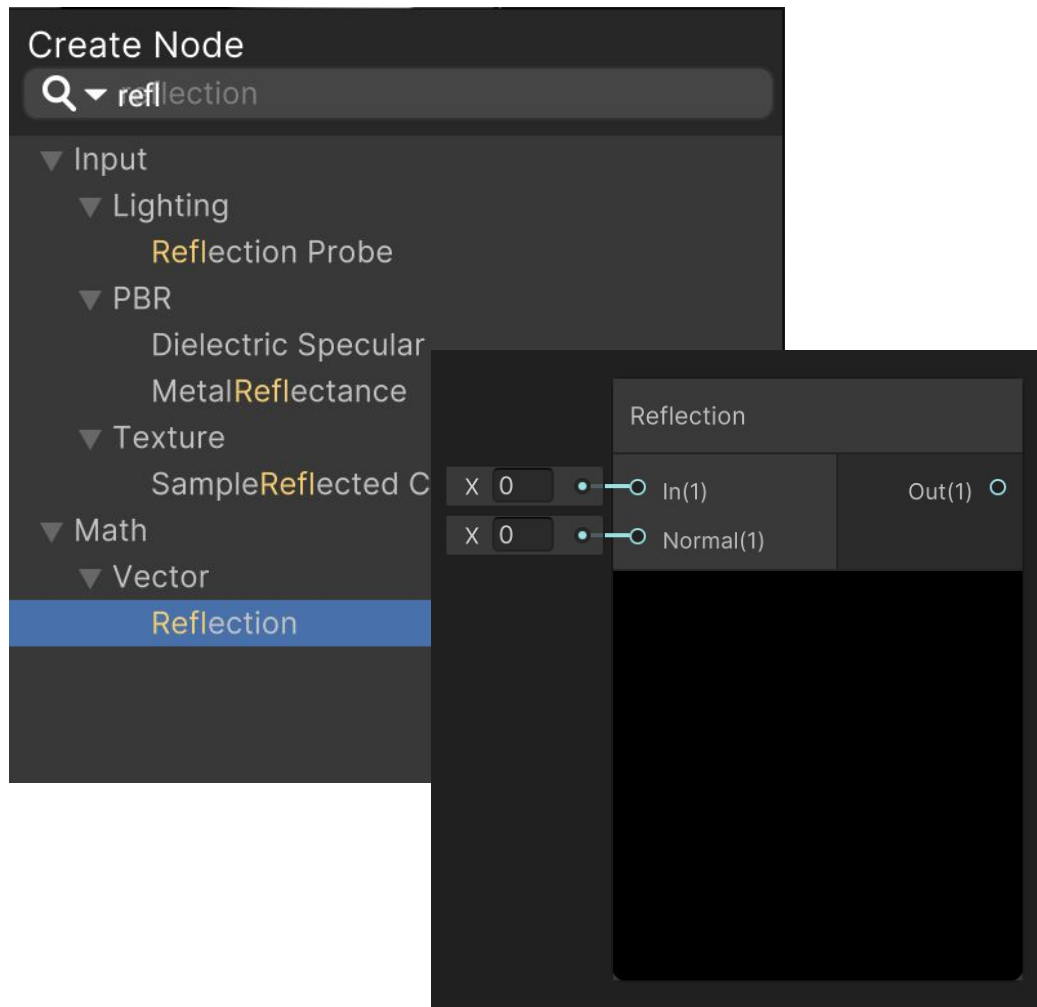 Create Node
reflection
Input
Lighting
Reflection Probe
PBR
Dielectric Specular
MetalReflectance
Texture
SampleReflected C
Math
Vector
Reflection
Reflection
X 0 In(1) Out(1)
X 0 Normal(1)